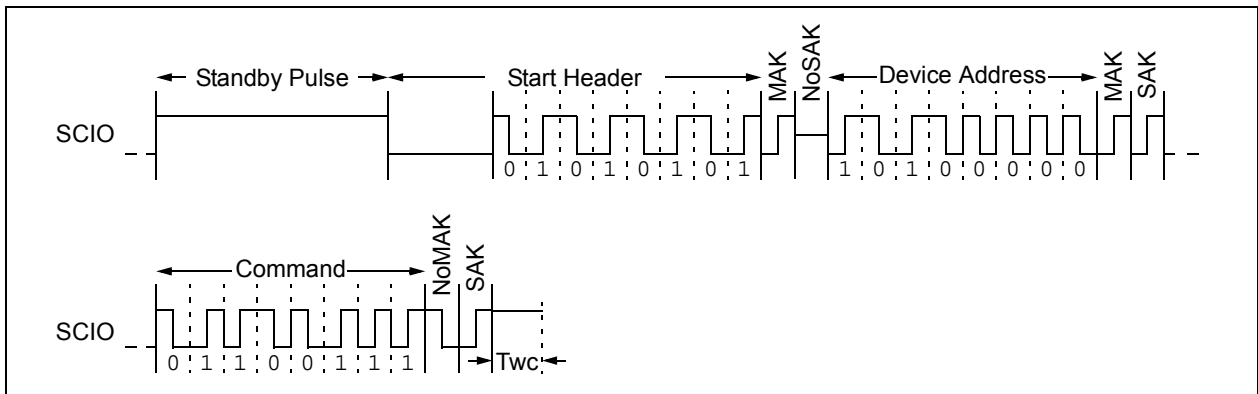 Standby Pulse Start Header MAK NoSAK Device Address MAK SAK
SCIO
0 1 0 1 0 1 0 1 1 0 1 0 0 0 0 0
Command NoMAK SAK
SCIO
0 1 1 0 0 1 1 1 Twc